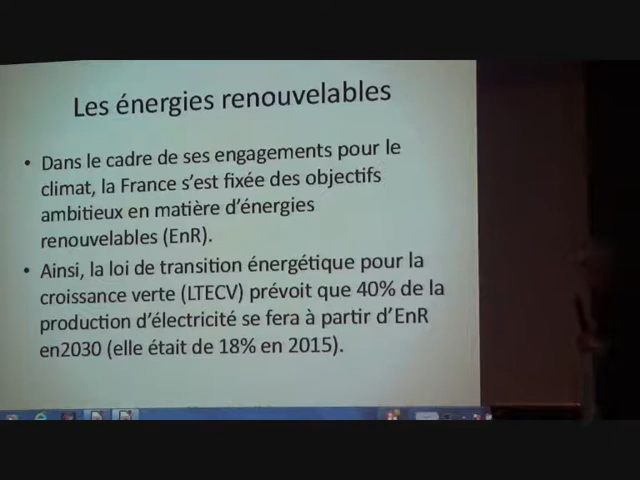 Les énergies renouvelables
• Dans le cadre de ses engagements pour le
climat, la France s'est fixée des objectifs
ambitieux en matière d'énergies
renouvelables (EnR).
• Ainsi, la loi de transition énergétique pour la
croissance verte (LTECV) prévoit que 40% de la
production d'électricité se fera à partir d'EnR
en2030 (elle était de 18% en 2015).